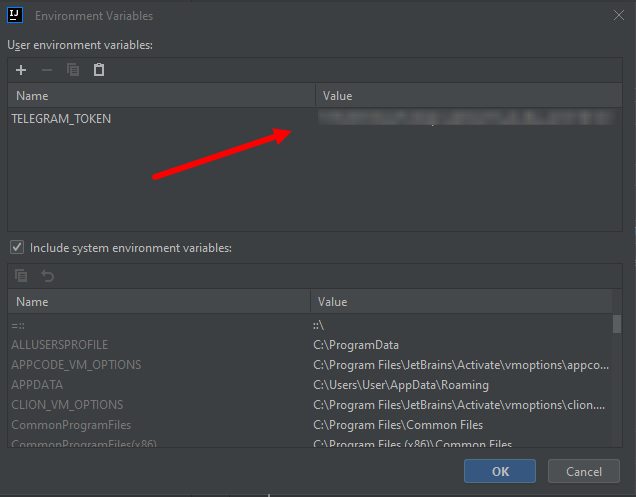 IJ
Environment Variables
User environment variables:
Name Value
TELEGRAM_TOKEN
Include system environment variables:
Name Value
=:: ::\
ALLUSERSPROFILE C:\ProgramData
APPCODE_VM_OPTIONS C:\Program Files\JetBrains\Activate\vmoptions\appco...
APPDATA C:\Users\User\AppData\Roaming
CLION_VM_OPTIONS C:\Program Files\JetBrains\Activate\vmoptions\clion....
CommonProgramFiles C:\Program Files\Common Files
CommonProgramFiles(x86) C:\Program Files (x86)\Common Files
OK Cancel